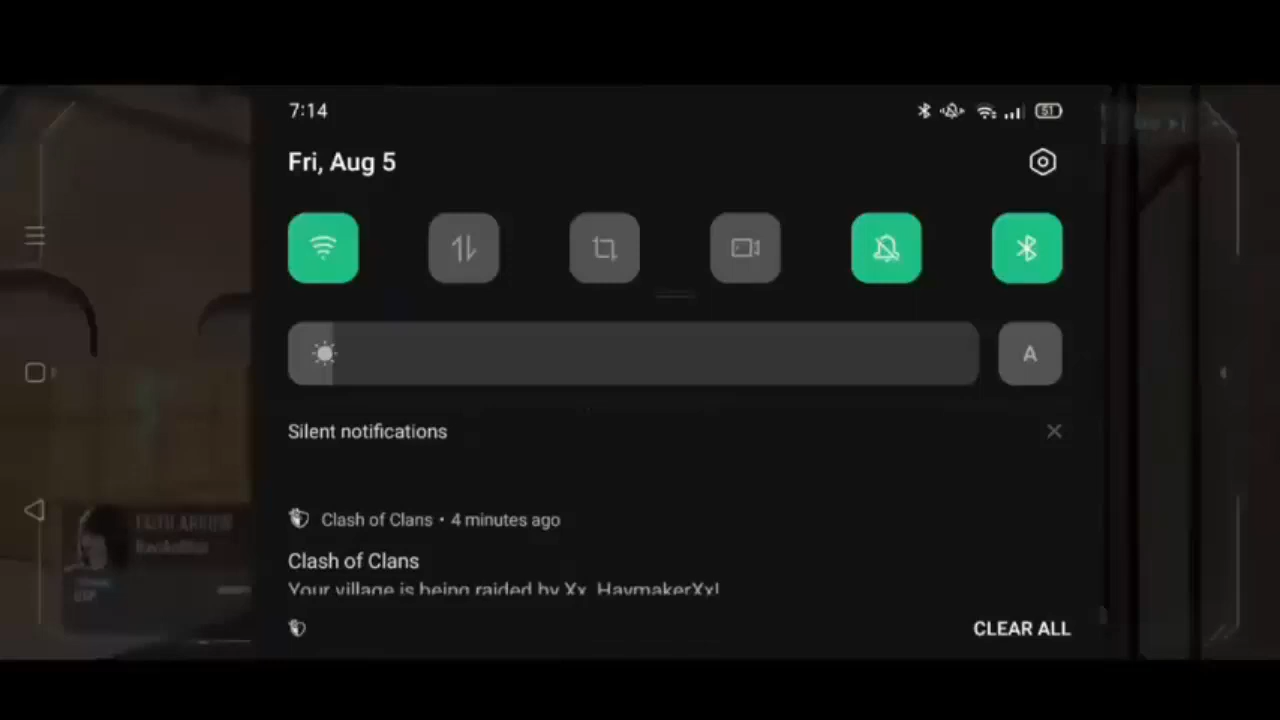 7:14
51
Fri, Aug 5
A
Silent notifications
Clash of Clans • 4 minutes ago
Clash of Clans
Your village is being raided by Xx_HaymakerXx!
CLEAR ALL